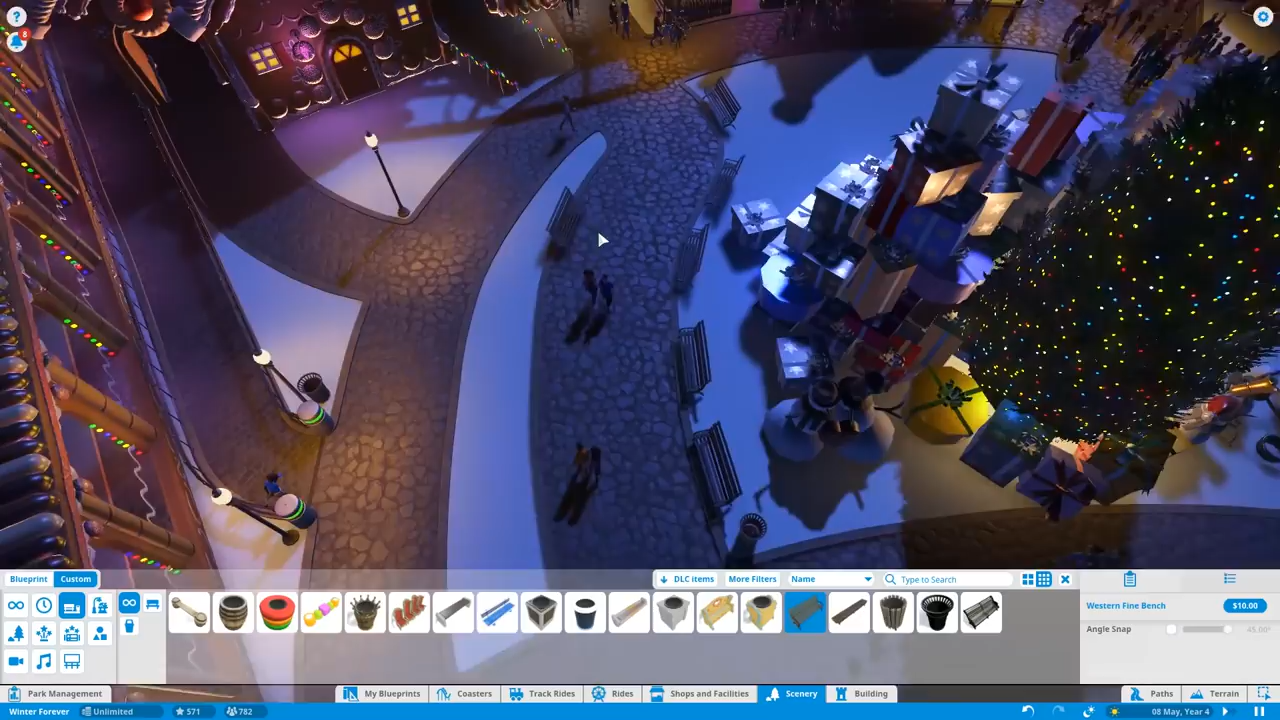 ?
8
Blueprint
Custom
DLC items
More Filters
Name
Type to Search
Western Fine Bench
$10.00
Angle Snap
45.00°
Park Management
My Blueprints
Coasters
Track Rides
Rides
Shops and Facilities
Scenery
Building
Paths
Terrain
Winter Forever
Unlimited
571
782
08 May, Year 4